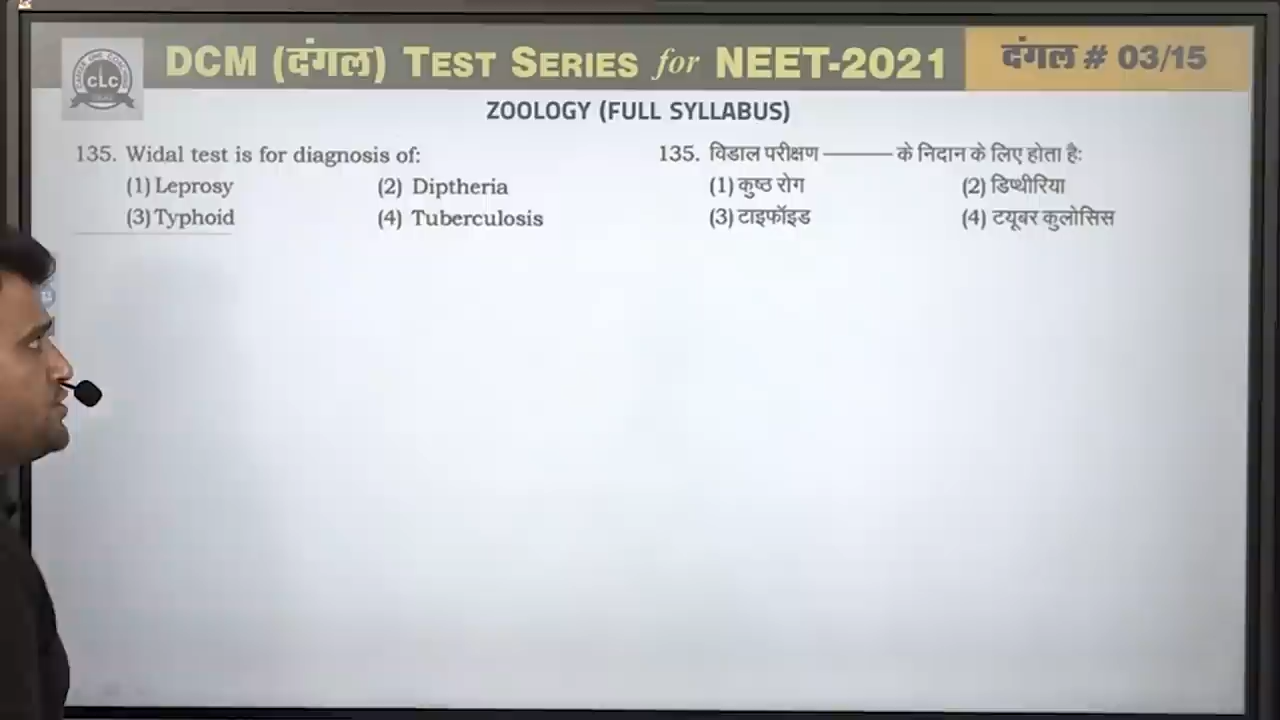 CLC
DCM (दंगल) TEST SERIES for NEET-2021
दंगल # 03/15
ZOOLOGY (FULL SYLLABUS)
135. Widal test is for diagnosis of:
(1) Leprosy (2) Diptheria
(3) Typhoid (4) Tuberculosis
135. विडाल परीक्षण ——— के निदान के लिए होता है:
(1) कुष्ठ रोग (2) डिप्थीरिया
(3) टाइफॉइड (4) टयूबर कुलोसिस